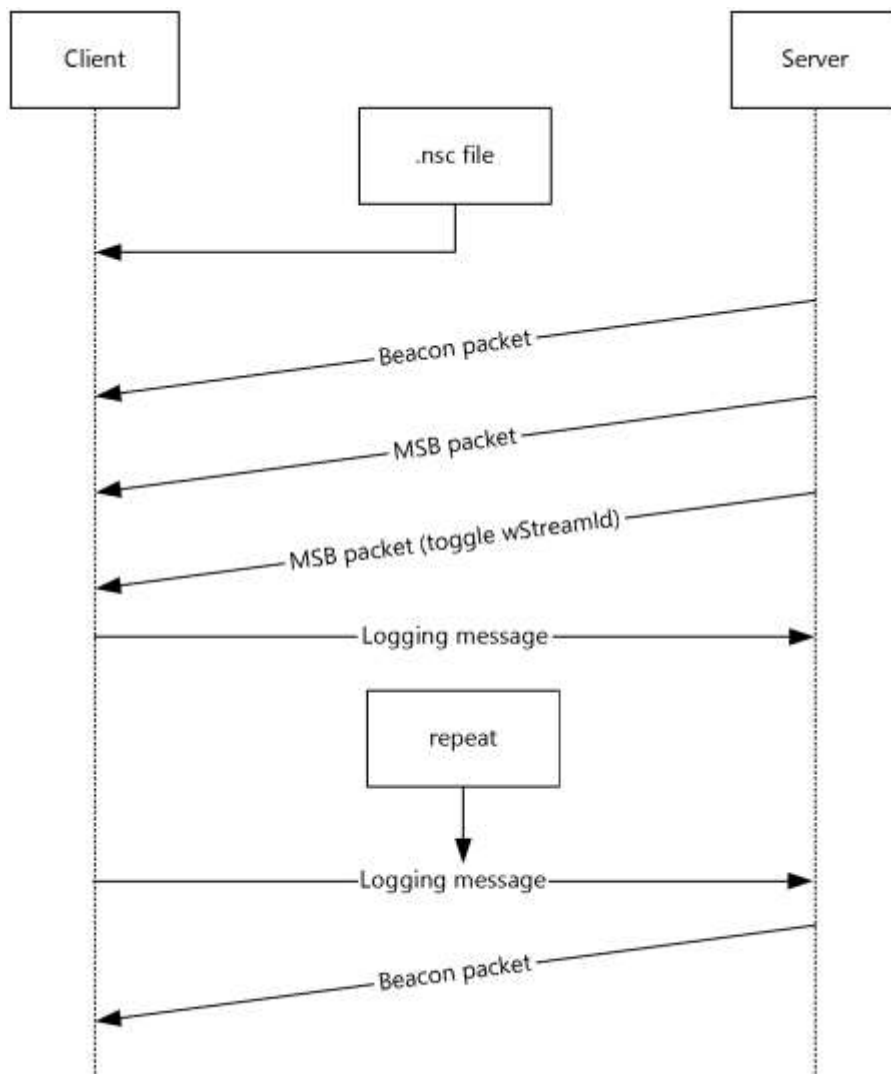 Client
Server
.nsc file
Beacon packet
MSB packet
MSB packet (toggle wStreamId)
Logging message
repeat
Logging message
Beacon packet